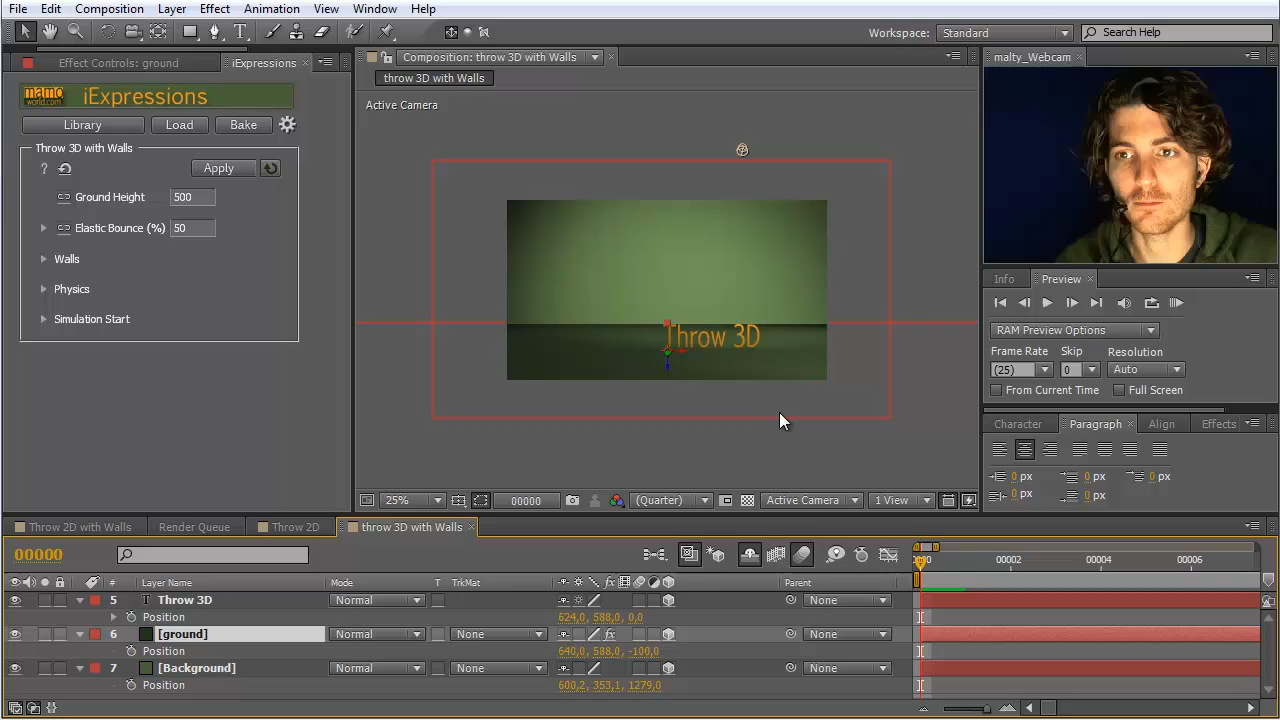 File Edit Composition Layer Effect Animation View Window Help
Workspace: Standard Search Help
Effect Controls: ground iExpressions
Composition: throw 3D with Walls
malty_Webcam
throw 3D with Walls
mamo world.com iExpressions
Active Camera
Library Load Bake
Throw 3D with Walls
? Apply
Ground Height 500
Elastic Bounce (%) 50
Walls
Physics
Simulation Start
Throw 3D
Info Preview
RAM Preview Options
Frame Rate Skip Resolution
(25) 0 Auto
From Current Time Full Screen
Character Paragraph Align Effects
0 px 0 px 0 px
0 px 0 px
25% 00000 (Quarter) Active Camera 1 View
Throw 2D with Walls Render Queue Throw 2D throw 3D with Walls
00000
00002 00004 00006
# Layer Name Mode T TrkMat Parent
5 T Throw 3D Normal None
Position 624,0, 588,0, 0,0
6 [ground] Normal None None
Position 640,0, 588,0, -100,0
7 [Background] Normal None None
Position 600,2, 353,1, 1279,0